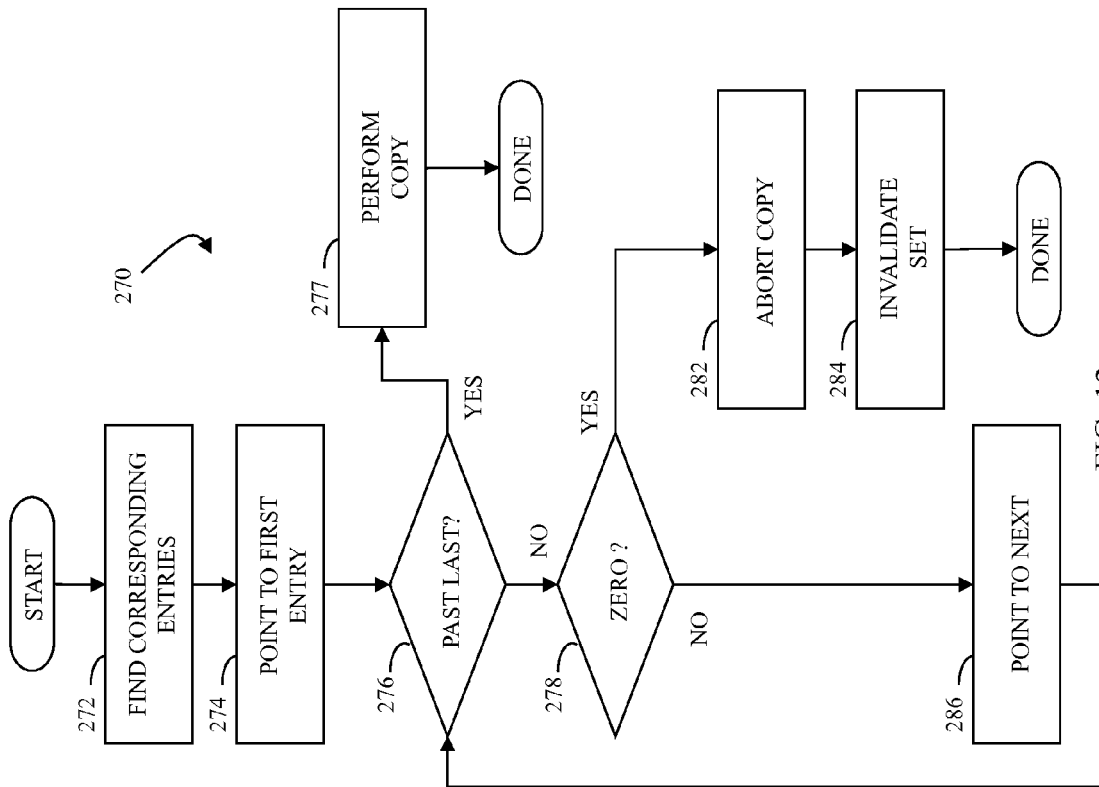 START
272
FIND CORRESPONDING
ENTRIES
274
POINT TO FIRST
ENTRY
276
PAST LAST?
YES
NO
270
277
PERFORM
COPY
DONE
278
ZERO ?
YES
NO
282
ABORT COPY
284
INVALIDATE
SET
DONE
286
POINT TO NEXT